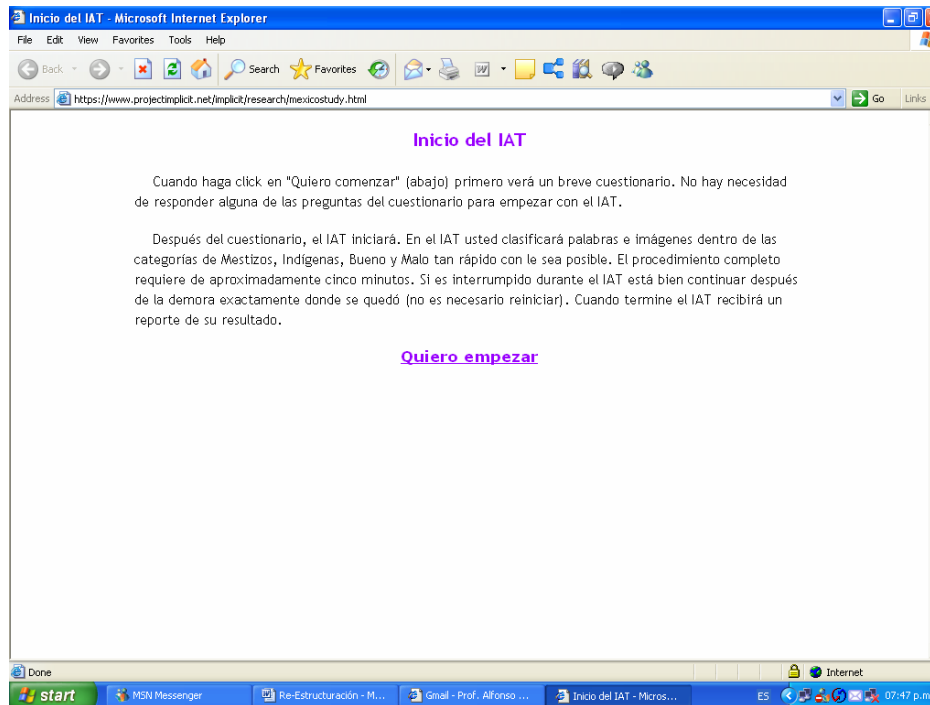 Inicio del IAT - Microsoft Internet Explorer
File Edit View Favorites Tools Help
Back Search Favorites
Address https://www.projectimplicit.net/implicit/research/mexicostudy.html Go Links
Inicio del IAT
Cuando haga click en "Quiero comenzar" (abajo) primero verá un breve cuestionario. No hay necesidad
de responder alguna de las preguntas del cuestionario para empezar con el IAT.
Después del cuestionario, el IAT iniciará. En el IAT usted clasificará palabras e imágenes dentro de las
categorías de Mestizos, Indígenas, Bueno y Malo tan rápido con le sea posible. El procedimiento completo
requiere de aproximadamente cinco minutos. Si es interrumpido durante el IAT está bien continuar después
de la demora exactamente donde se quedó (no es necesario reiniciar). Cuando termine el IAT recibirá un
reporte de su resultado.
Quiero empezar
Done Internet
start MSN Messenger Re-Estructuración - M... Gmail - Prof. Alfonso ... Inicio del IAT - Micros... ES 07:47 p.m